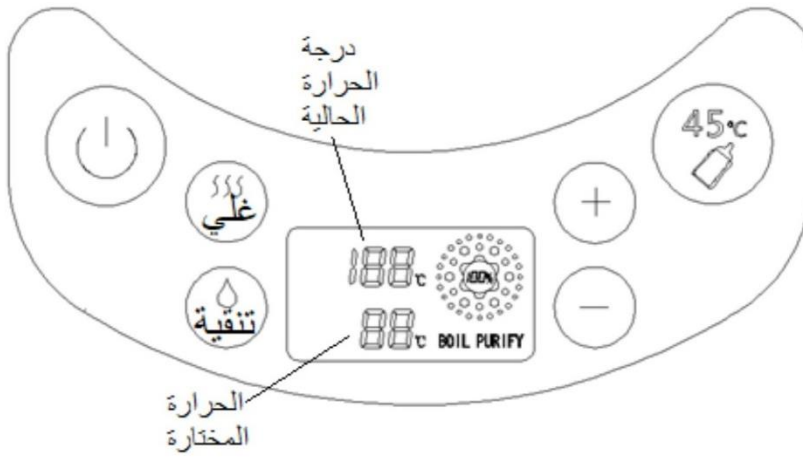 درجة
الحرارة
الحالية
45°C
غلي
+
188°C
100%
تنقية
88°C
BOIL PURIFY
−
الحرارة
المختارة